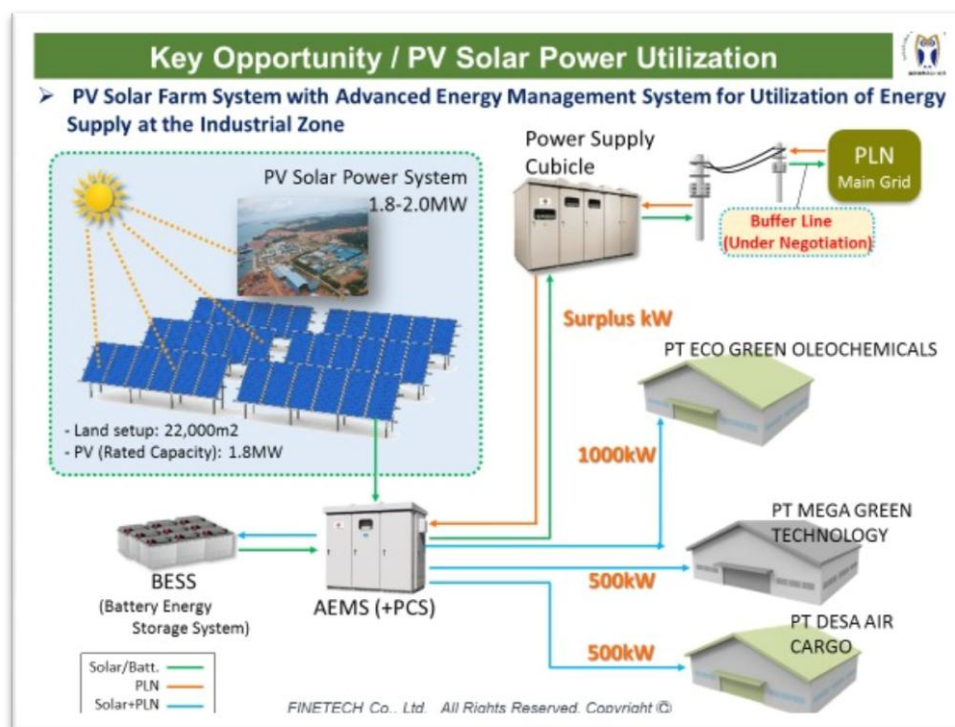 Key Opportunity / PV Solar Power Utilization
➤ PV Solar Farm System with Advanced Energy Management System for Utilization of Energy
Supply at the Industrial Zone
Power Supply
Cubicle
PLN
Main Grid
PV Solar Power System
1.8-2.0MW
Buffer Line
(Under Negotiation)
Surplus kW
PT ECO GREEN OLEOCHEMICALS
- Land setup: 22,000m2
- PV (Rated Capacity): 1.8MW
1000kW
PT MEGA GREEN
TECHNOLOGY
BESS
(Battery Energy
Storage System)
AEMS (+PCS)
500kW
PT DESA AIR
CARGO
500kW
Solar/Batt.
PLN
Solar+PLN
FINETECH Co., Ltd. All Rights Reserved. Copyright ©